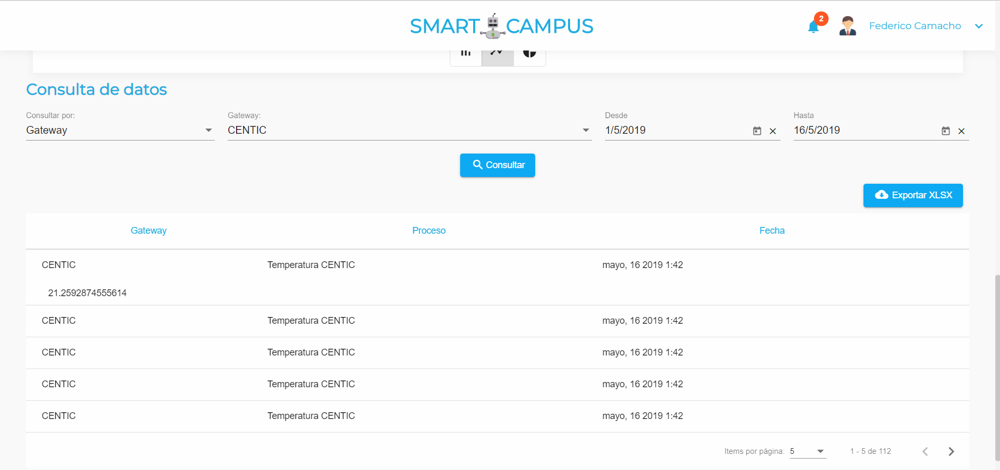 SMART CAMPUS
2
Federico Camacho
Consulta de datos
Consultar por:
Gateway
Gateway:
CENTIC
Desde
1/5/2019
Hasta
16/5/2019
Consultar
Exportar XLSX
Gateway Proceso Fecha
CENTIC Temperatura CENTIC mayo, 16 2019 1:42
21.2592874555614
CENTIC Temperatura CENTIC mayo, 16 2019 1:42
CENTIC Temperatura CENTIC mayo, 16 2019 1:42
CENTIC Temperatura CENTIC mayo, 16 2019 1:42
CENTIC Temperatura CENTIC mayo, 16 2019 1:42
Items por página: 5 1 - 5 de 112